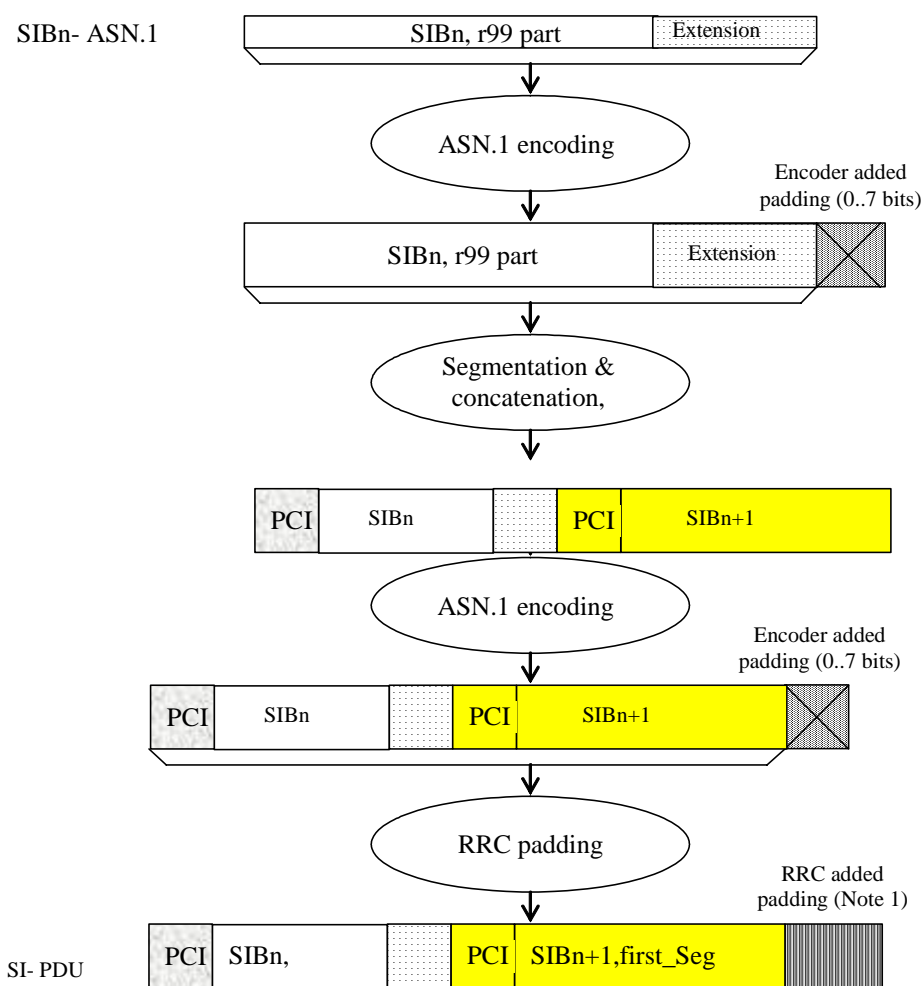 SIBn- ASN.1
SIBn, r99 part
Extension
ASN.1 encoding
Encoder added
padding (0..7 bits)
SIBn, r99 part
Extension
Segmentation &
concatenation,
PCI
SIBn
PCI
SIBn+1
ASN.1 encoding
Encoder added
padding (0..7 bits)
PCI
SIBn
PCI
SIBn+1
RRC padding
RRC added
padding (Note 1)
SI- PDU
PCI
SIBn,
PCI
SIBn+1,first_Seg